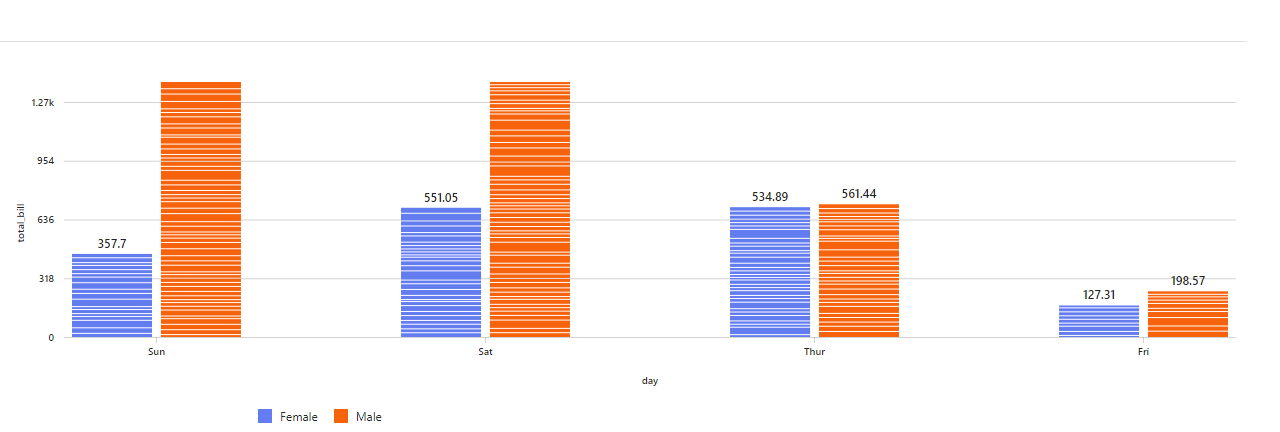 1.27k
954
636
318
0
total_bill
357.7
551.05
534.89
561.44
127.31
198.57
Sun
Sat
Thur
Fri
day
Female
Male